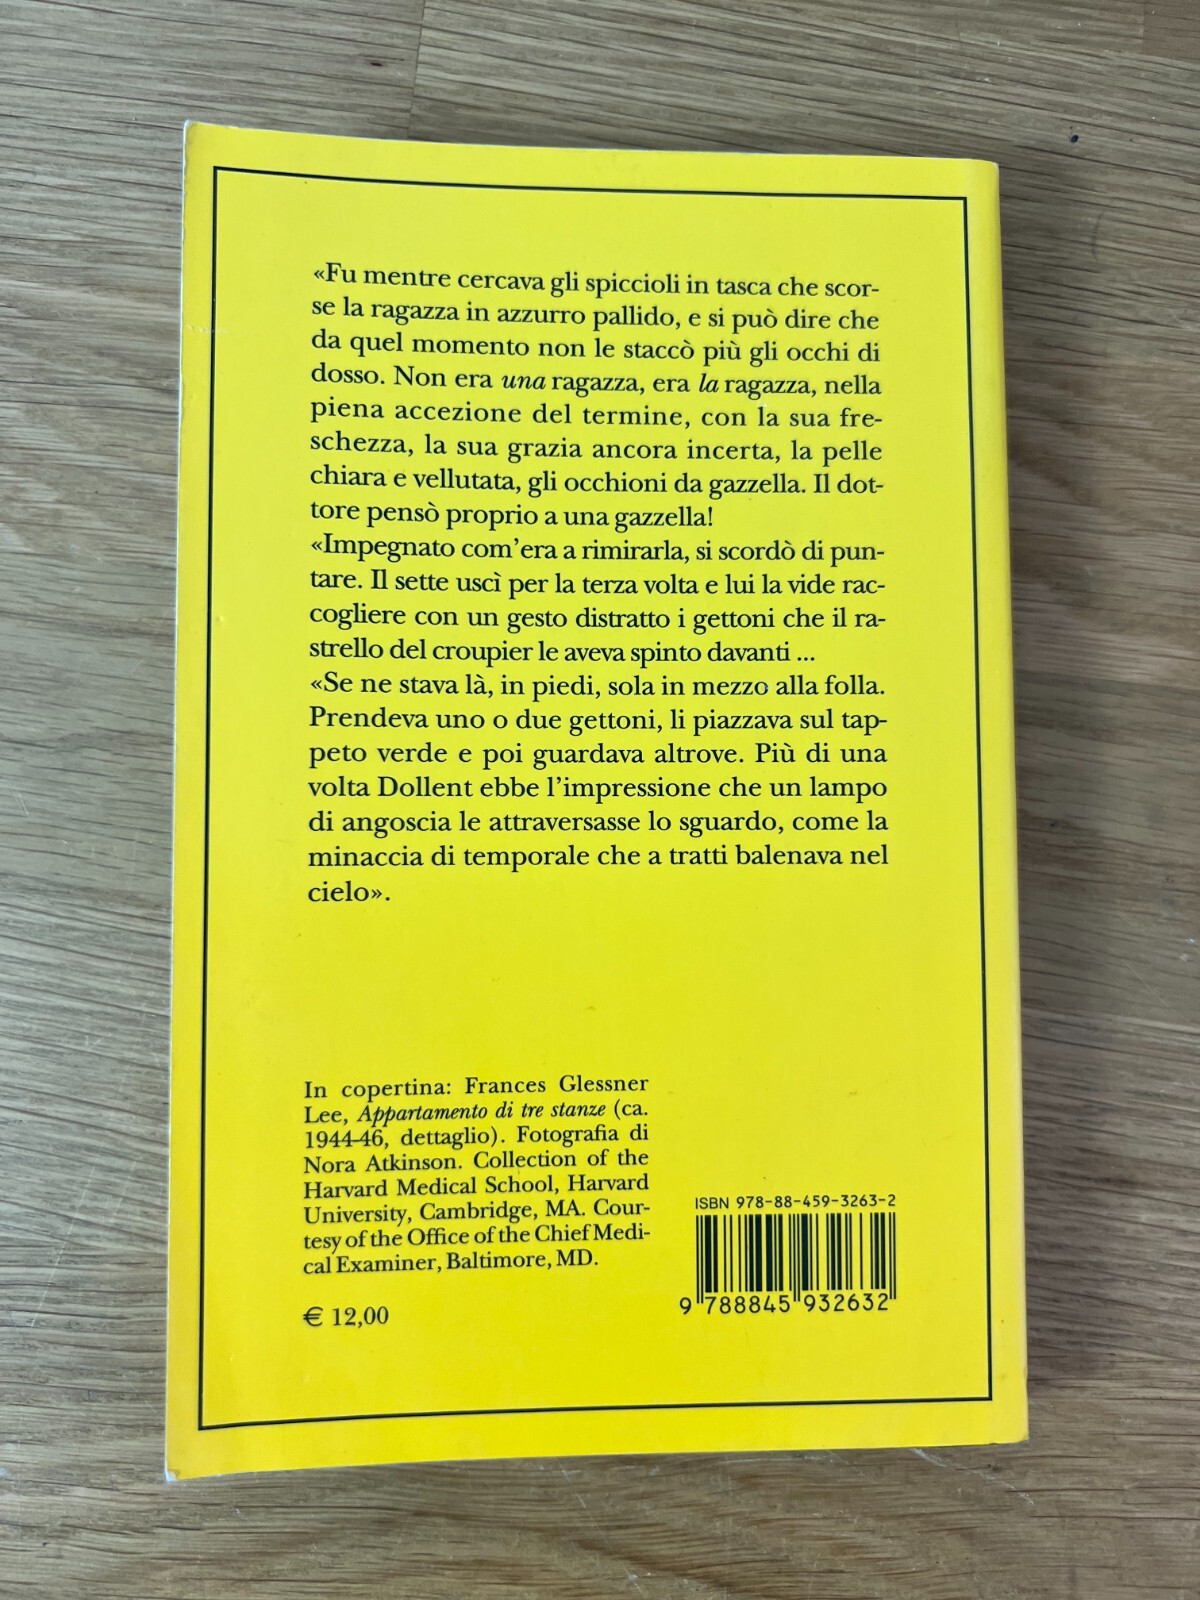 «Fu mentre cercava gli spiccioli in tasca che scor-
se la ragazza in azzurro pallido, e si può dire che
da quel momento non le staccò più gli occhi di
dosso. Non era una ragazza, era la ragazza, nella
piena accezione del termine, con la sua fre-
schezza, la sua grazia ancora incerta, la pelle
chiara e vellutata, gli occhioni da gazzella. Il dot-
tore pensò proprio a una gazzella!
«Impegnato com'era a rimirarla, si scordò di pun-
tare. Il sette uscì per la terza volta e lui la vide rac-
cogliere con un gesto distratto i gettoni che il ra-
strello del croupier le aveva spinto davanti ...
«Se ne stava là, in piedi, sola in mezzo alla folla.
Prendeva uno o due gettoni, li piazzava sul tap-
peto verde e poi guardava altrove. Più di una
volta Dollent ebbe l'impressione che un lampo
di angoscia le attraversasse lo sguardo, come la
minaccia di temporale che a tratti balenava nel
cielo».
In copertina: Frances Glessner
Lee, Appartamento di tre stanze (ca.
1944-46, dettaglio). Fotografia di
Nora Atkinson. Collection of the
Harvard Medical School, Harvard
University, Cambridge, MA. Cour-
tesy of the Office of the Chief Medi-
cal Examiner, Baltimore, MD.
€ 12,00
ISBN 978-88-459-3263-2
9 788845 932632